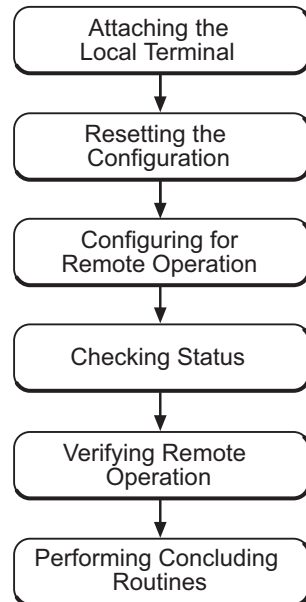 Attaching the
Local Terminal
Resetting the
Configuration
Configuring for
Remote Operation
Checking Status
Verifying Remote
Operation
Performing Concluding
Routines